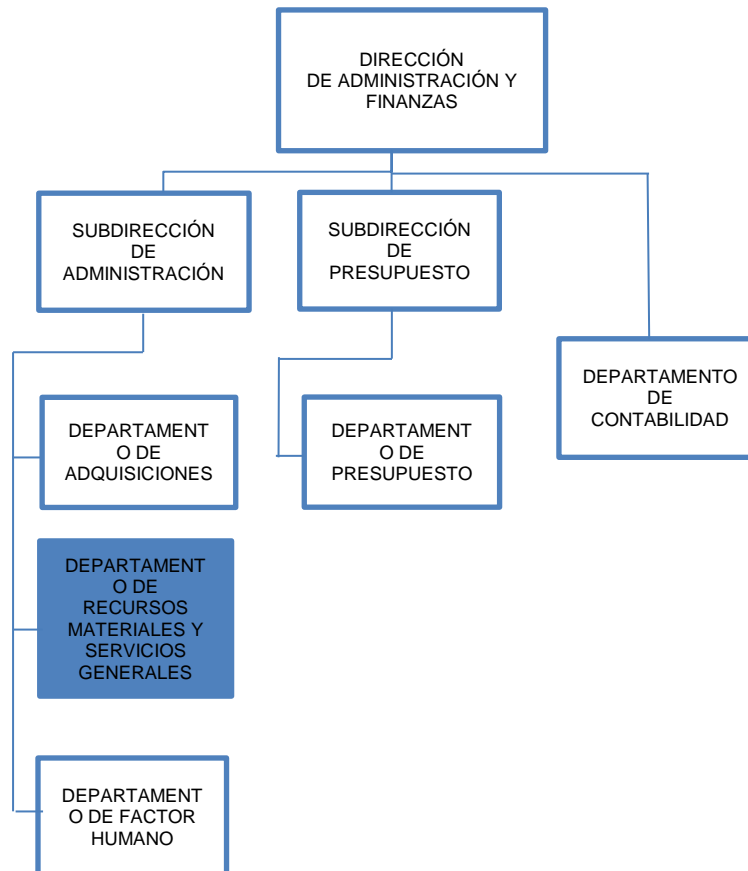 DIRECCIÓN
DE ADMINISTRACIÓN Y
FINANZAS
SUBDIRECCIÓN
DE
ADMINISTRACIÓN
SUBDIRECCIÓN
DE
PRESUPUESTO
DEPARTAMENTO
DE
CONTABILIDAD
DEPARTAMENT
O DE
ADQUISICIONES
DEPARTAMENT
O DE
PRESUPUESTO
DEPARTAMENT
O DE
RECURSOS
MATERIALES Y
SERVICIOS
GENERALES
DEPARTAMENT
O DE FACTOR
HUMANO